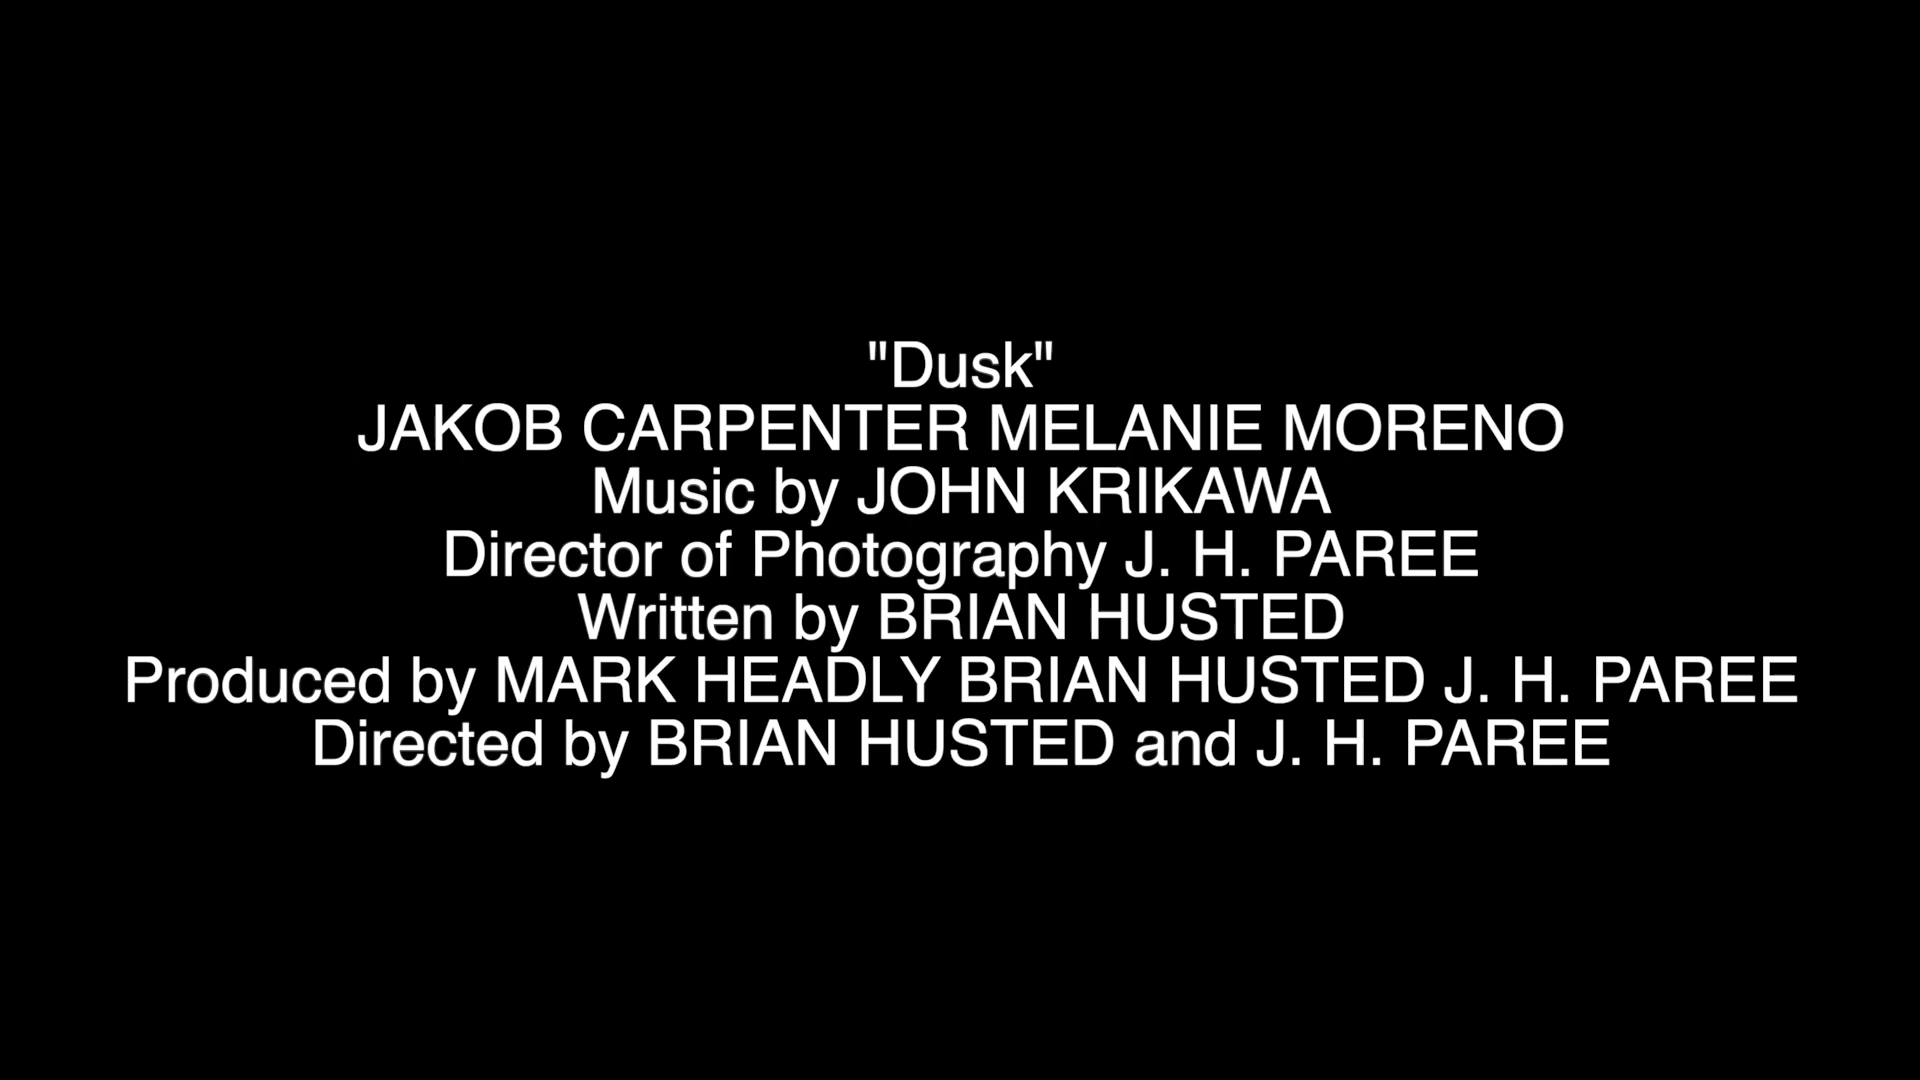 "Dusk"
JAKOB CARPENTER MELANIE MORENO
Music by JOHN KRIKAWA
Director of Photography J. H. PAREE
Written by BRIAN HUSTED
Produced by MARK HEADLY BRIAN HUSTED J. H. PAREE
Directed by BRIAN HUSTED and J. H. PAREE